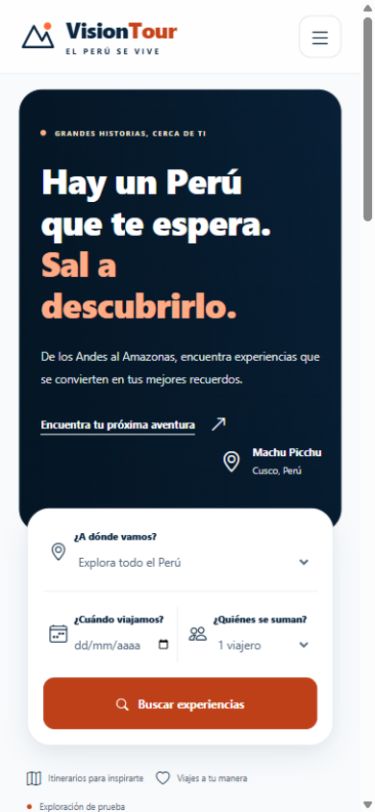 VisionTour
EL PERÚ SE VIVE
GRANDES HISTORIAS, CERCA DE TI
Hay un Perú
que te espera.
Sal a
descubrirlo.
De los Andes al Amazonas, encuentra experiencias que
se convierten en tus mejores recuerdos.
Encuentra tu próxima aventura
Machu Picchu
Cusco, Perú
¿A dónde vamos?
Explora todo el Perú
¿Cuándo viajamos?
dd/mm/aaaa
¿Quiénes se suman?
1 viajero
Buscar experiencias
Itinerarios para inspirarte
Viajes a tu manera
Exploración de prueba